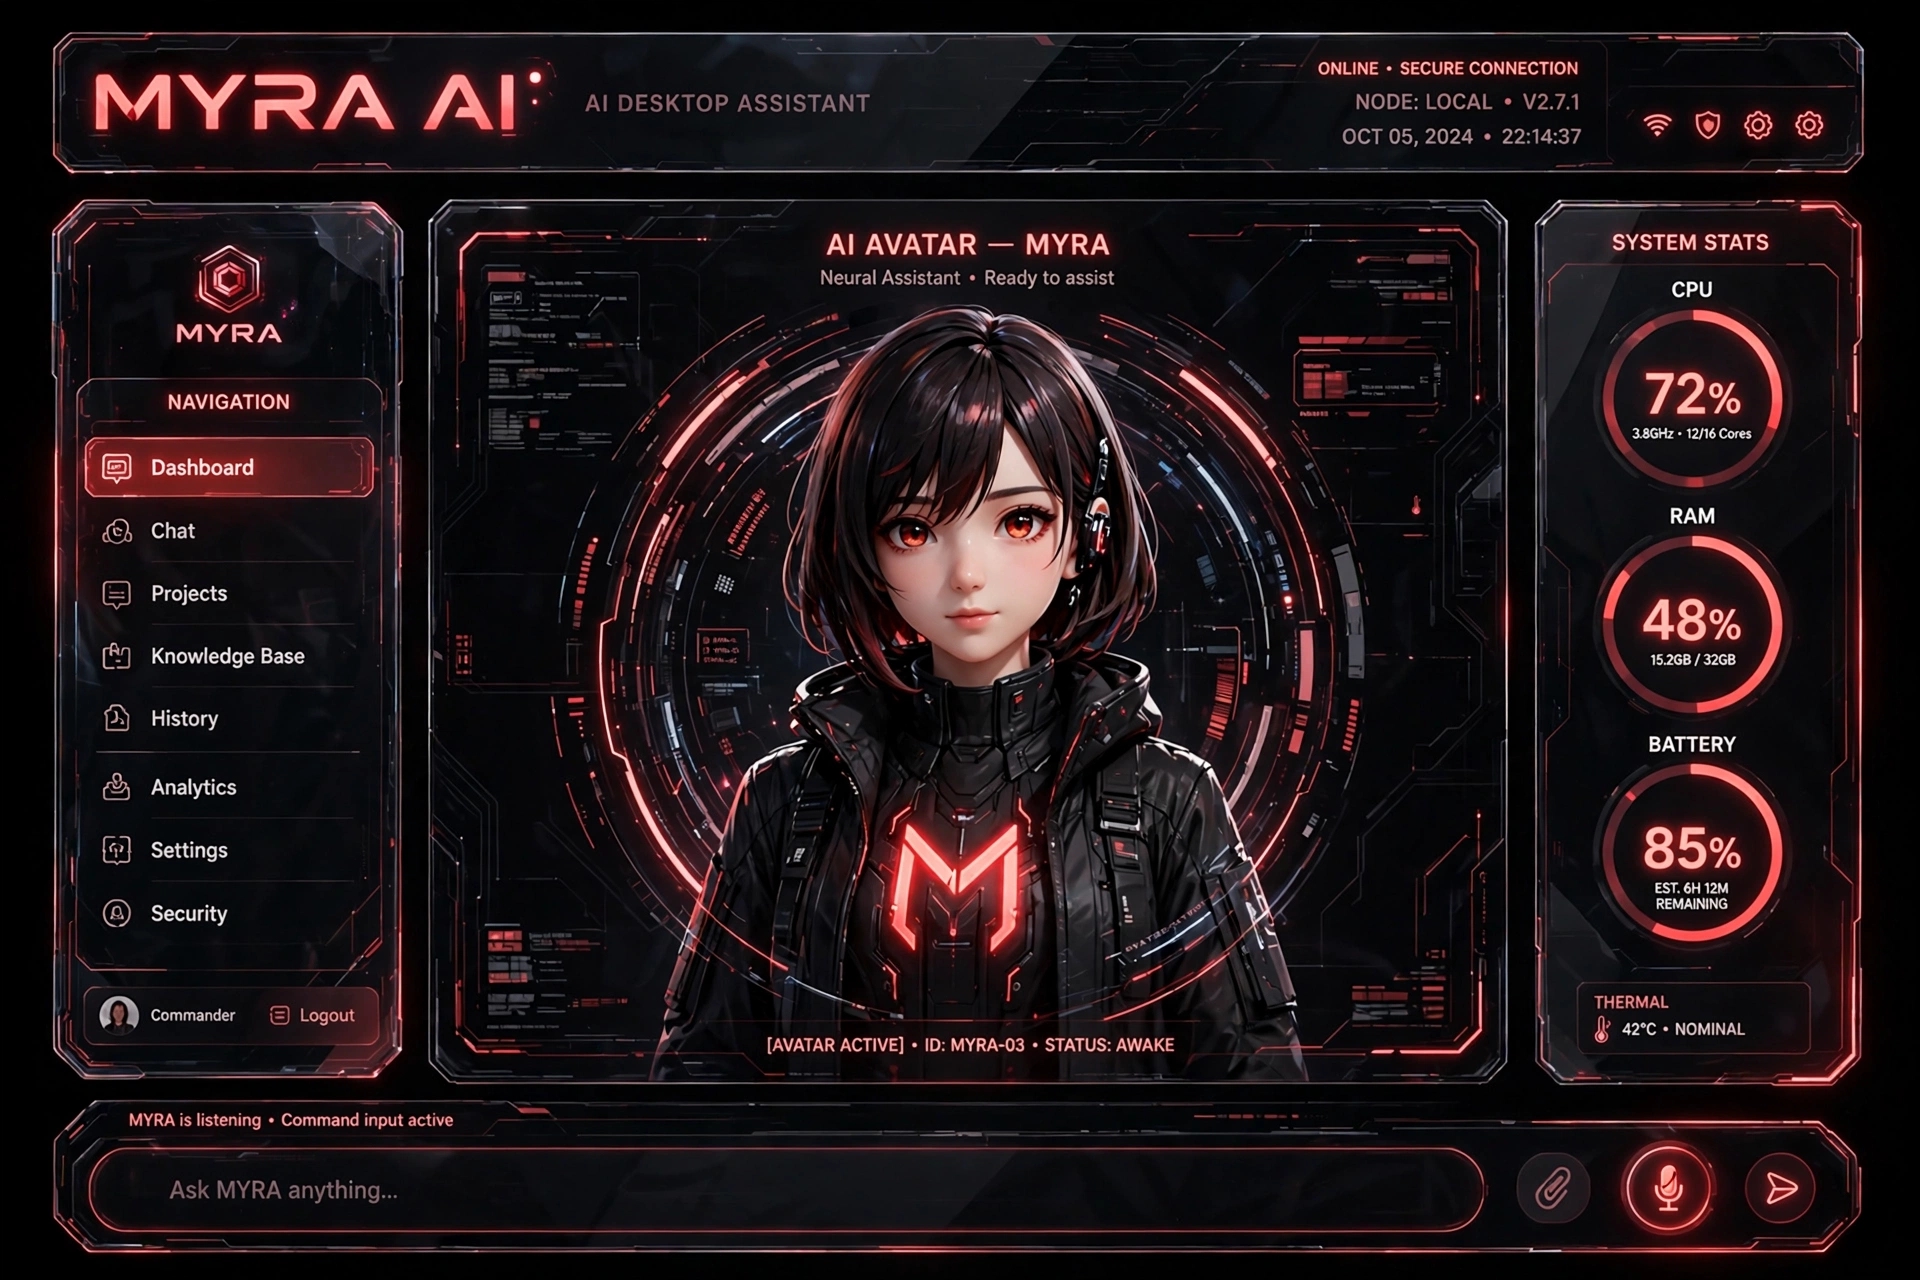 MYRA AI
AI DESKTOP ASSISTANT
ONLINE • SECURE CONNECTION
NODE: LOCAL • V2.7.1
OCT 05, 2024 • 22:14:37
MYRA
NAVIGATION
Dashboard
Chat
Projects
Knowledge Base
History
Analytics
Settings
Security
Commander
Logout
AI AVATAR — MYRA
Neural Assistant • Ready to assist
[AVATAR ACTIVE] • ID: MYRA-03 • STATUS: AWAKE
SYSTEM STATS
CPU
72%
3.8GHz • 12/16 Cores
RAM
48%
15.2GB / 32GB
BATTERY
85%
EST. 6H 12M
REMAINING
THERMAL
42°C • NOMINAL
MYRA is listening • Command input active
Ask MYRA anything...